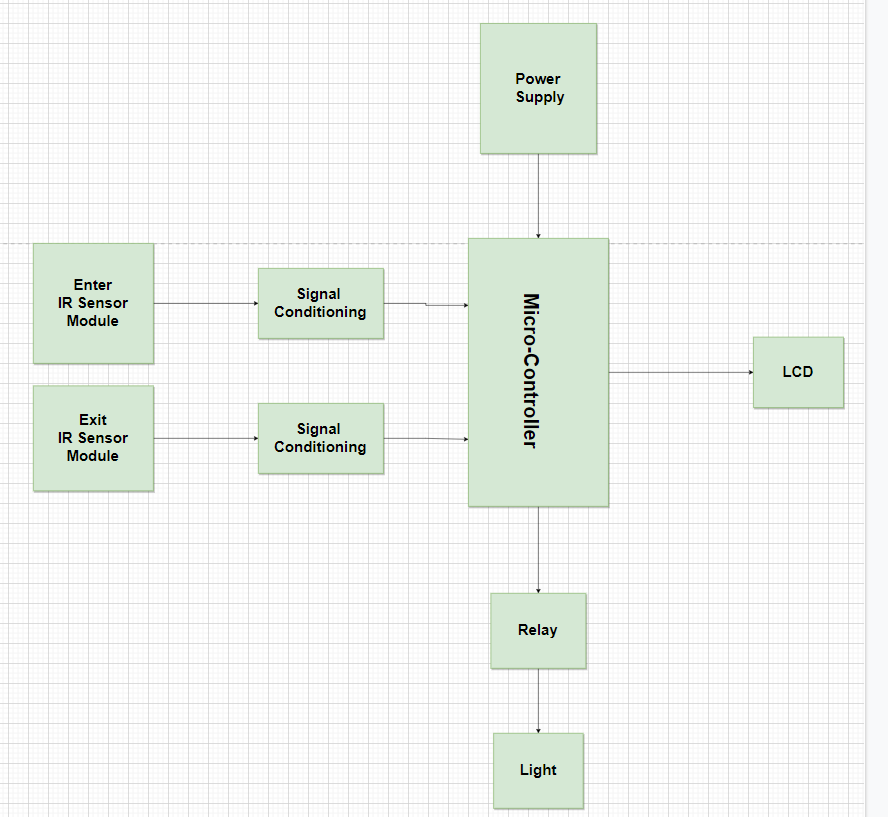 Power
Supply
Enter
IR Sensor
Module
Signal
Conditioning
Micro-Controller
LCD
Exit
IR Sensor
Module
Signal
Conditioning
Relay
Light